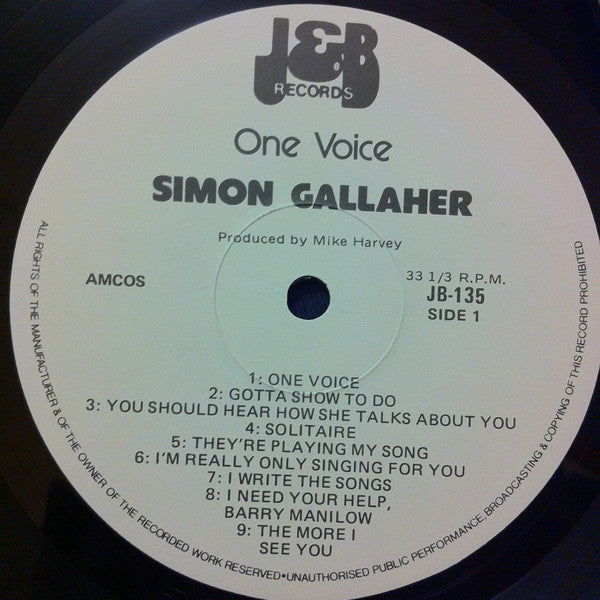 J&B
RECORDS
One Voice
SIMON GALLAHER
Produced by Mike Harvey
AMCOS
33 1/3 R.P.M.
JB-135
SIDE 1
1: ONE VOICE
2: GOTTA SHOW TO DO
3: YOU SHOULD HEAR HOW SHE TALKS ABOUT YOU
4: SOLITAIRE
5: THEY'RE PLAYING MY SONG
6: I'M REALLY ONLY SINGING FOR YOU
7: I WRITE THE SONGS
8: I NEED YOUR HELP,
BARRY MANILOW
9: THE MORE I
SEE YOU
ALL RIGHTS OF THE MANUFACTURER & OF THE OWNER OF THE RECORDED WORK RESERVED•UNAUTHORISED PUBLIC PERFORMANCE, BROADCASTING & COPYING OF THIS RECORD PROHIBITED